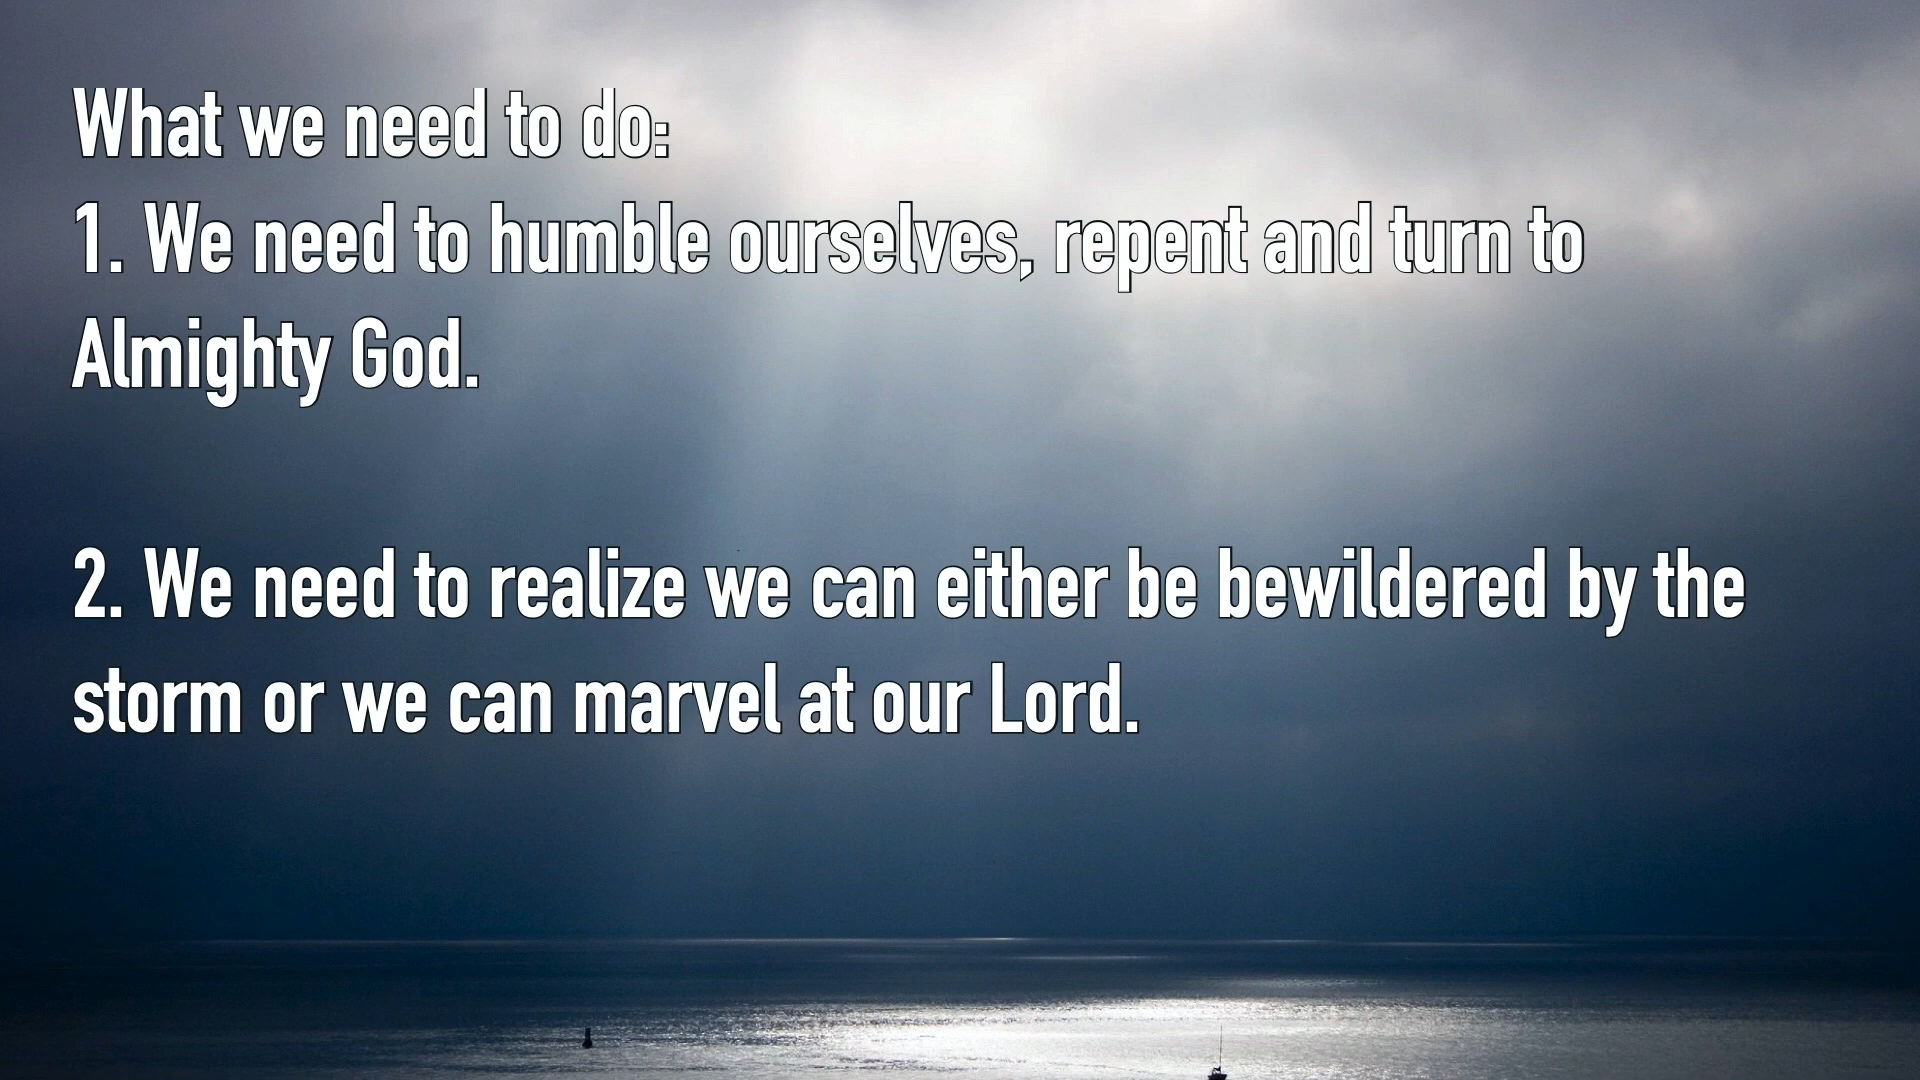 What we need to do:
1. We need to humble ourselves, repent and turn to
Almighty God.
2. We need to realize we can either be bewildered by the
storm or we can marvel at our Lord.